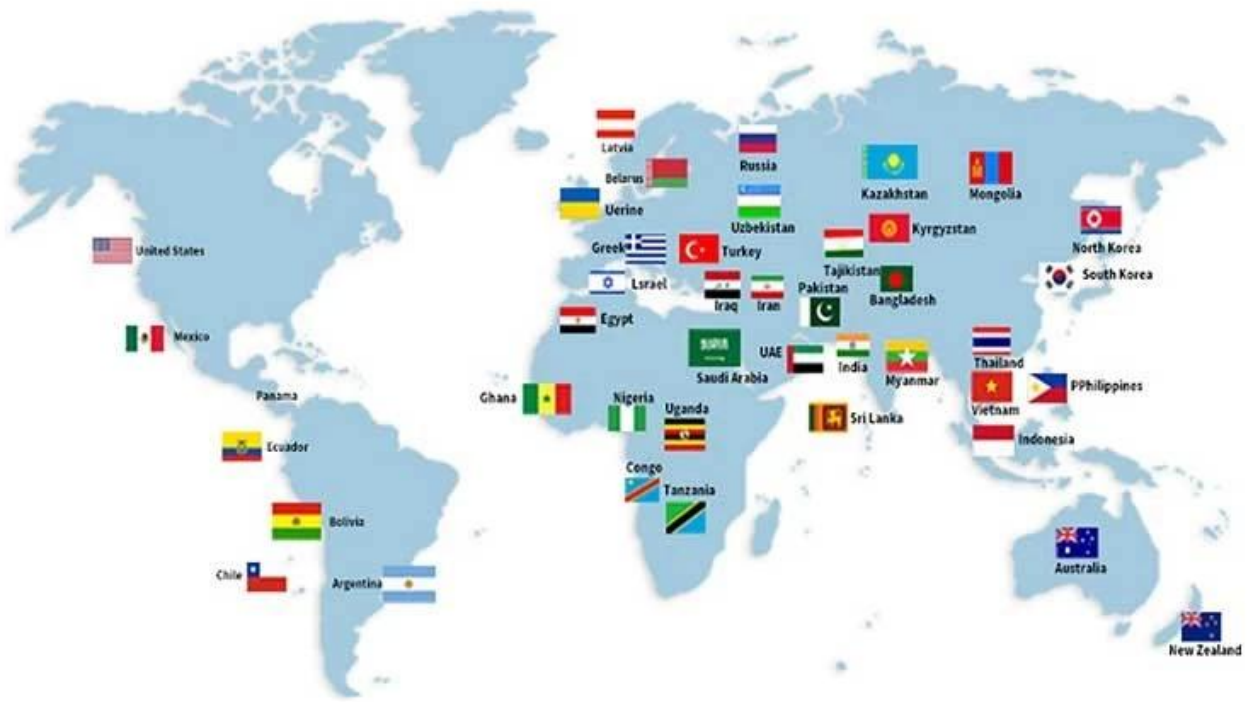 Latvia
Russia
Belarus
Kazakhstan
Mongolia
Uerine
Uzbekistan
Kyrgyzstan
North Korea
United States
Greek
Turkey
Tajikistan
South Korea
Lsrael
Iraq
Iran
Pakistan
Bangladesh
Egypt
Mexico
Saudi Arabia
UAE
India
Myanmar
Thailand
Panama
Ghana
Nigeria
Uganda
Sri Lanka
Vietnam
PPhilippines
Indonesia
Ecuador
Congo
Tanzania
Bolivia
Chile
Argentina
Australia
New Zealand